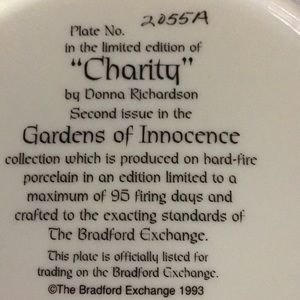 Plate No. 2055A
in the limited edition of
"Charity"
by Donna Richardson
Second issue in the
Gardens of Innocence
collection which is produced on hard-fire
porcelain in an edition limited to a
maximum of 95 firing days and
crafted to the exacting standards of
The Bradford Exchange.
This plate is officially listed for
trading on the Bradford Exchange.
©The Bradford Exchange 1993